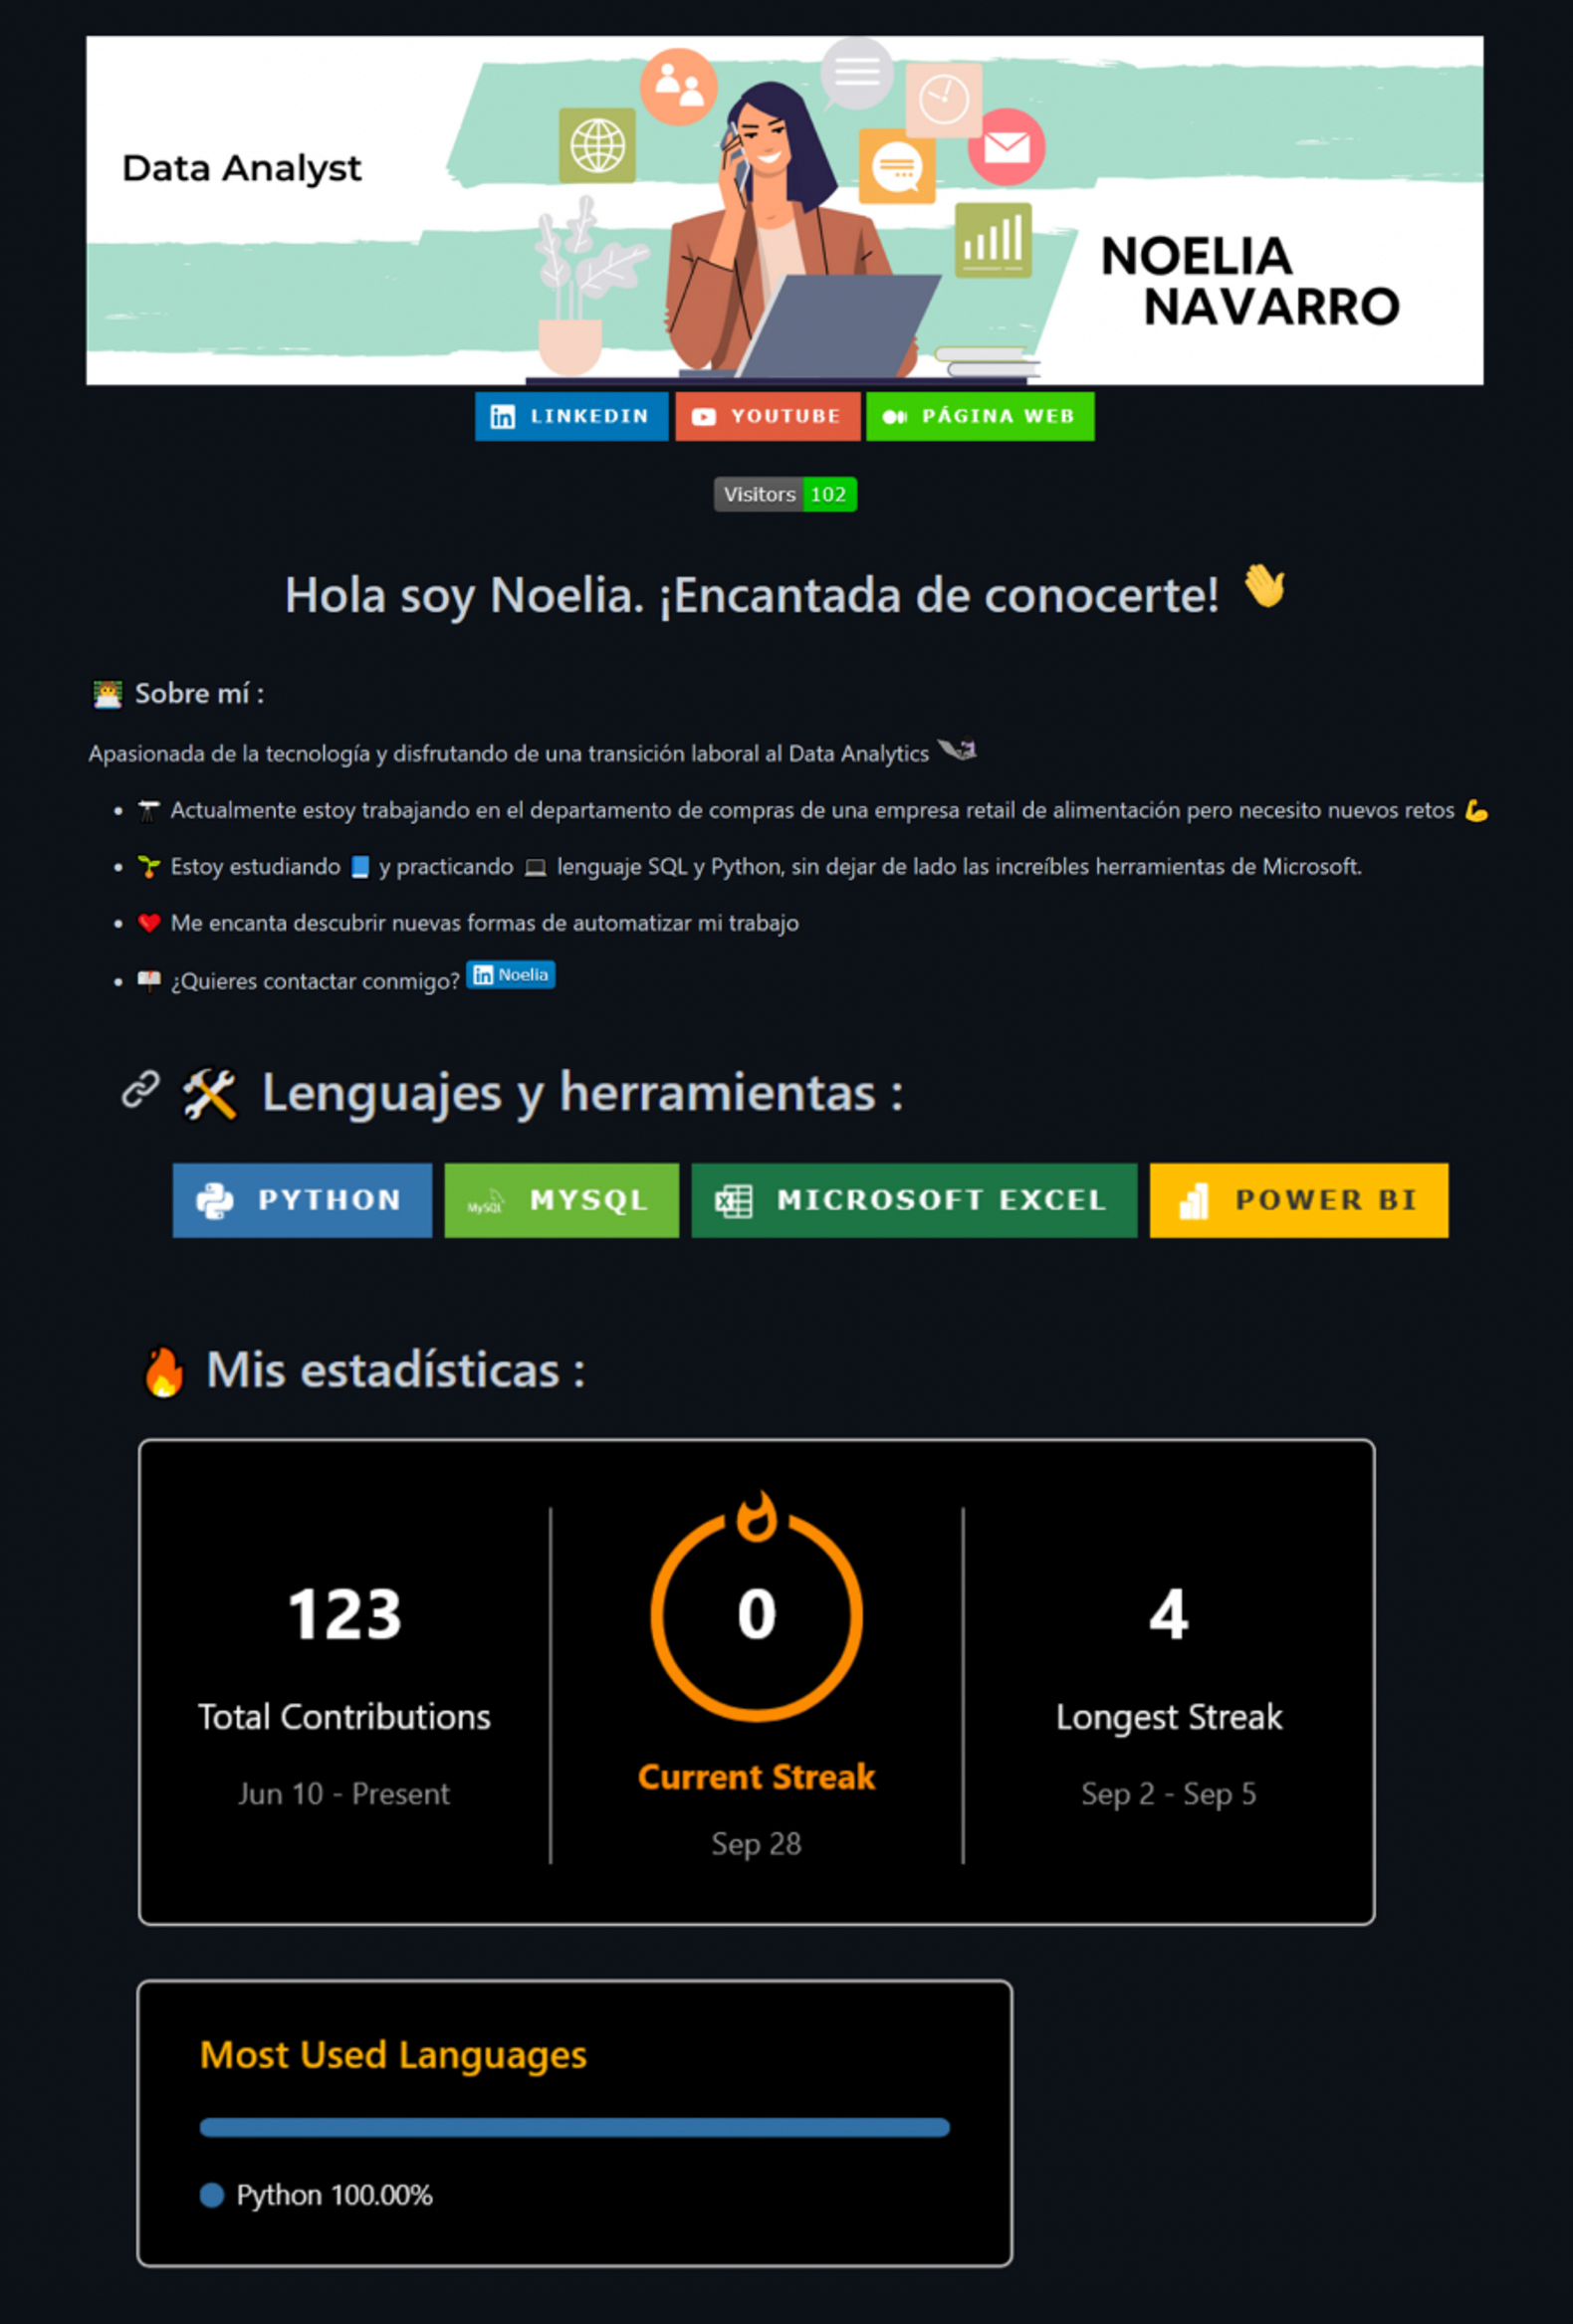 Data Analyst
NOELIA
NAVARRO
LINKEDIN YOUTUBE PÁGINA WEB
Visitors 102
Hola soy Noelia. ¡Encantada de conocerte! 👋
Sobre mí :
Apasionada de la tecnología y disfrutando de una transición laboral al Data Analytics
• Actualmente estoy trabajando en el departamento de compras de una empresa retail de alimentación pero necesito nuevos retos 💪
• 🌱 Estoy estudiando 📘 y practicando 💻 lenguaje SQL y Python, sin dejar de lado las increíbles herramientas de Microsoft.
• ❤️ Me encanta descubrir nuevas formas de automatizar mi trabajo
• ¿Quieres contactar conmigo? in Noelia
🛠️ Lenguajes y herramientas :
PYTHON MySQL MYSQL MICROSOFT EXCEL POWER BI
🔥 Mis estadísticas :
123
Total Contributions
Jun 10 - Present
0
Current Streak
Sep 28
4
Longest Streak
Sep 2 - Sep 5
Most Used Languages
Python 100.00%